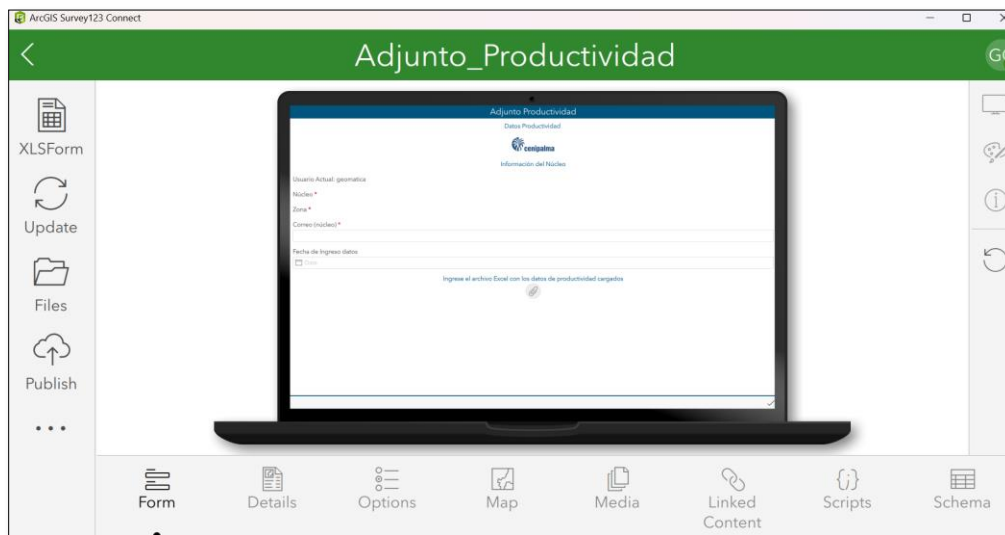 ArcGIS Survey123 Connect
Adjunto_Productividad
GO
XLSForm
Update
Files
Publish
Adjunto Productividad
Datos Productividad
cenipalma
Información del Núcleo
Usuario Actual: geomatica
Núcleo *
Zona *
Correo (núcleo) *
Fecha de Ingreso datos
Date
Ingrese el archivo Excel con los datos de productividad cargados
Form
Details
Options
Map
Media
Linked
Content
Scripts
Schema